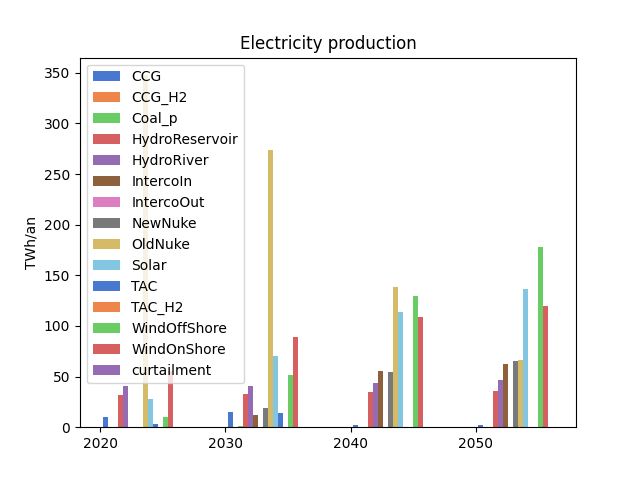 Electricity production
TWh/an
350
300
250
200
150
100
50
0
CCG
CCG_H2
Coal_p
HydroReservoir
HydroRiver
IntercoIn
IntercoOut
NewNuke
OldNuke
Solar
TAC
TAC_H2
WindOffShore
WindOnShore
curtailment
2020 2030 2040 2050